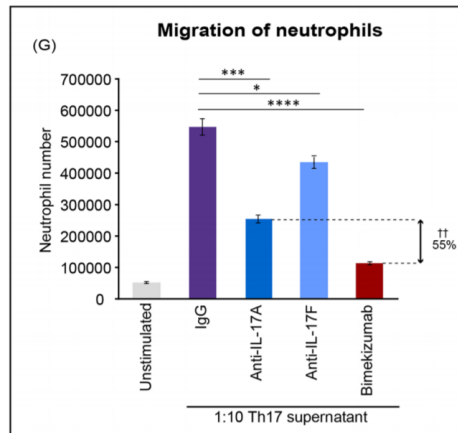 (G)
Migration of neutrophils
***
*
****
Neutrophil number
700000
600000
500000
400000
300000
200000
100000
0
††
55%
Unstimulated
IgG
Anti-IL-17A
Anti-IL-17F
Bimekizumab
1:10 Th17 supernatant